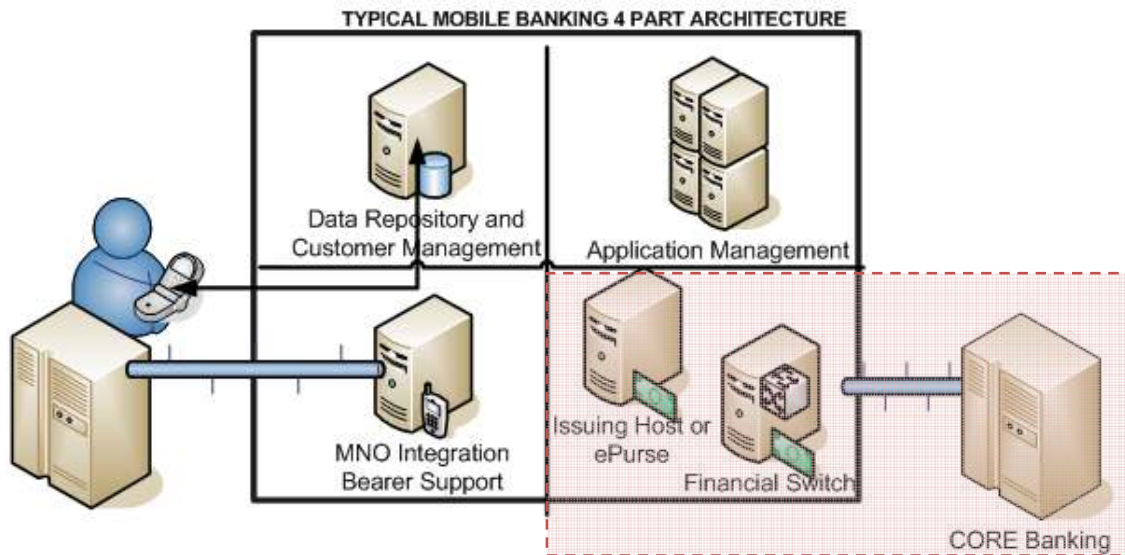 TYPICAL MOBILE BANKING 4 PART ARCHITECTURE
Data Repository and
Customer Management
Application Management
MNO Integration
Bearer Support
Issuing Host or
ePurse
Financial Switch
CORE Banking